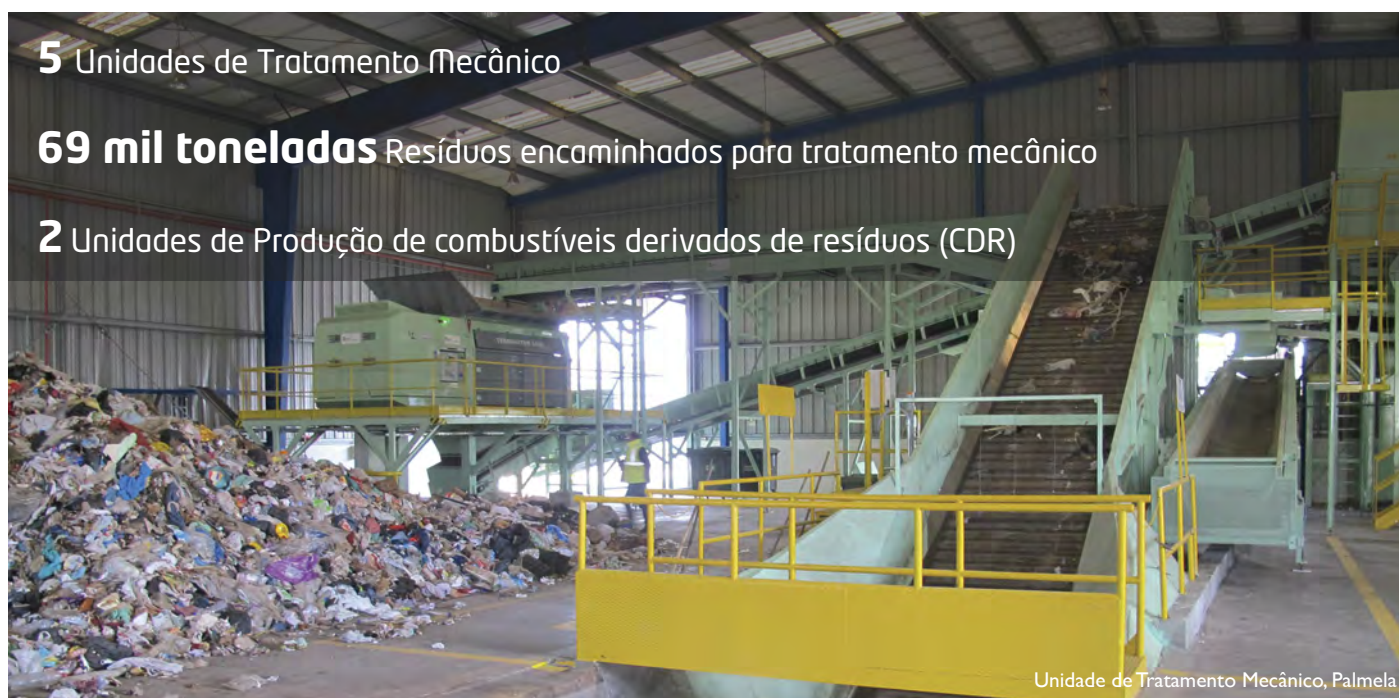 5 Unidades de Tratamento Mecânico
69 mil toneladas Resíduos encaminhados para tratamento mecânico
2 Unidades de Produção de combustíveis derivados de resíduos (CDR)
Unidade de Tratamento Mecânico, Palmela